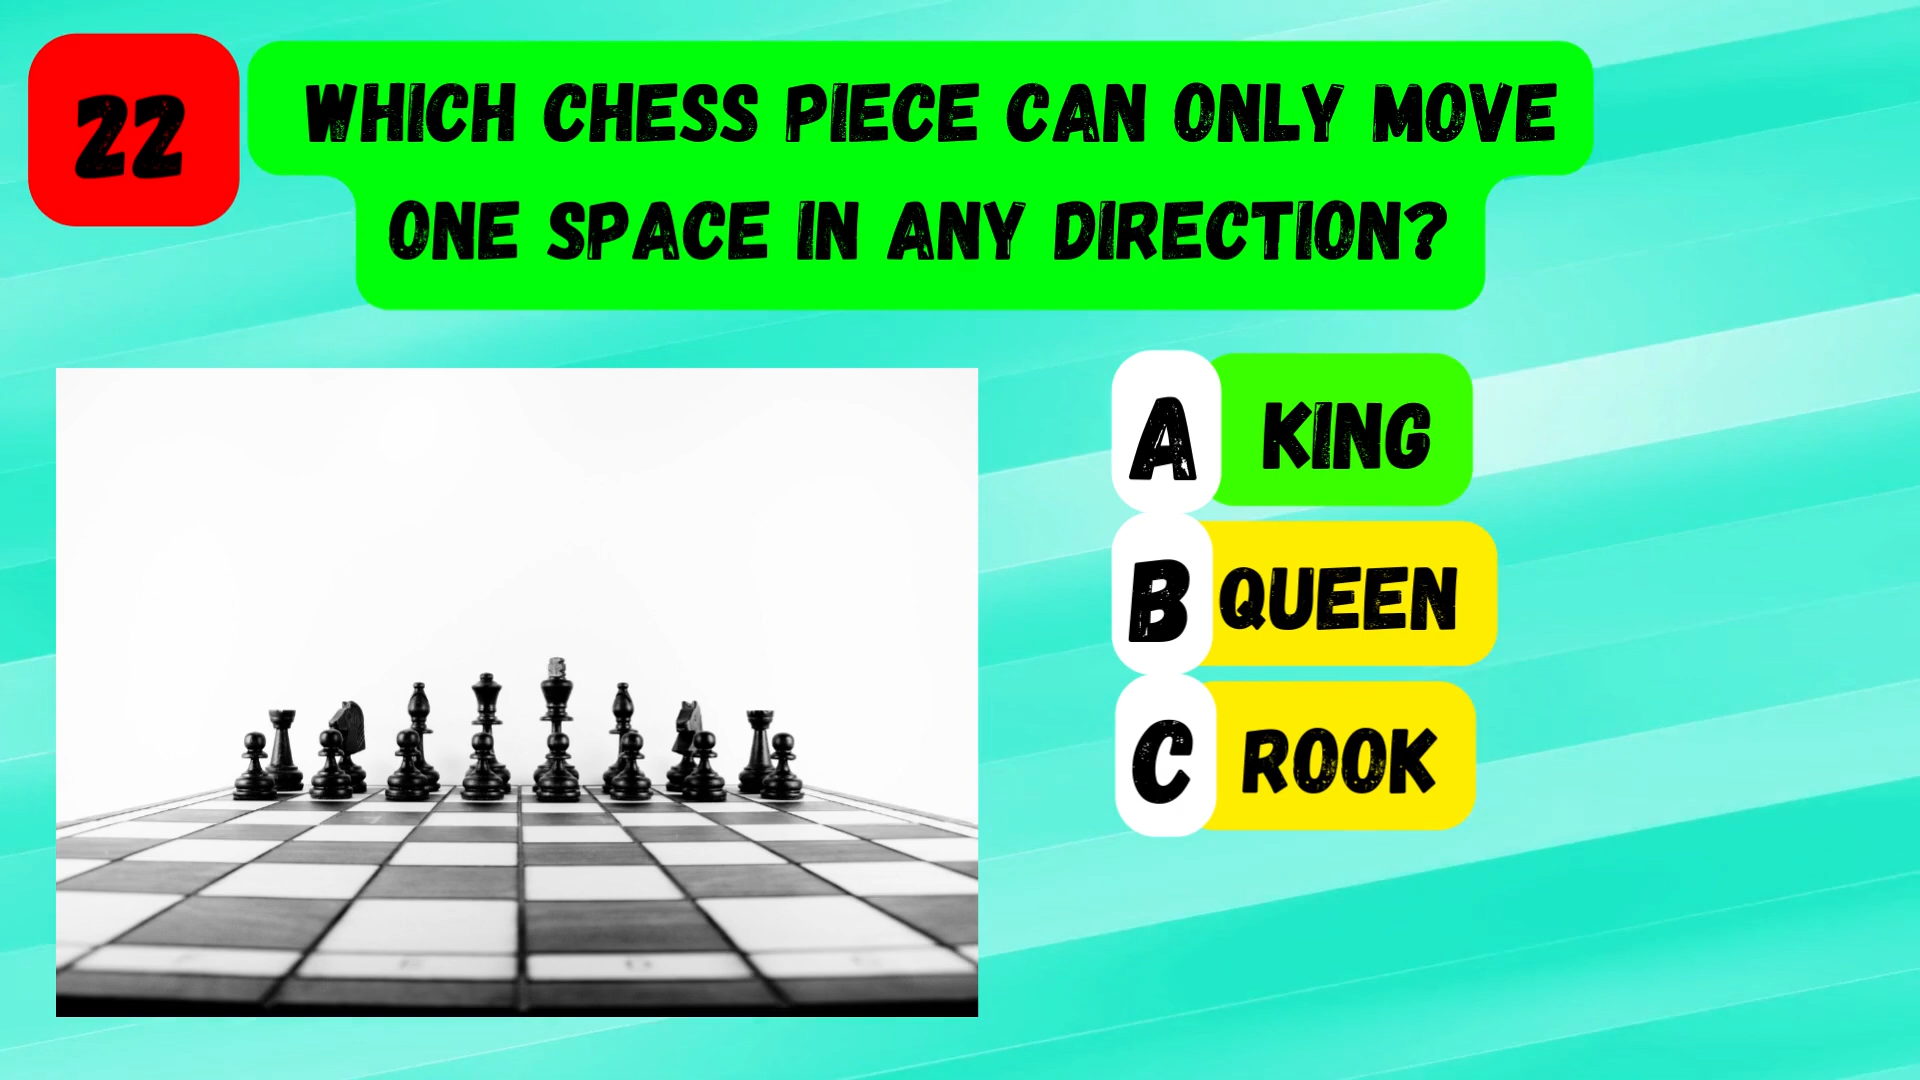 22
WHICH CHESS PIECE CAN ONLY MOVE
ONE SPACE IN ANY DIRECTION?
A KING
B QUEEN
C ROOK